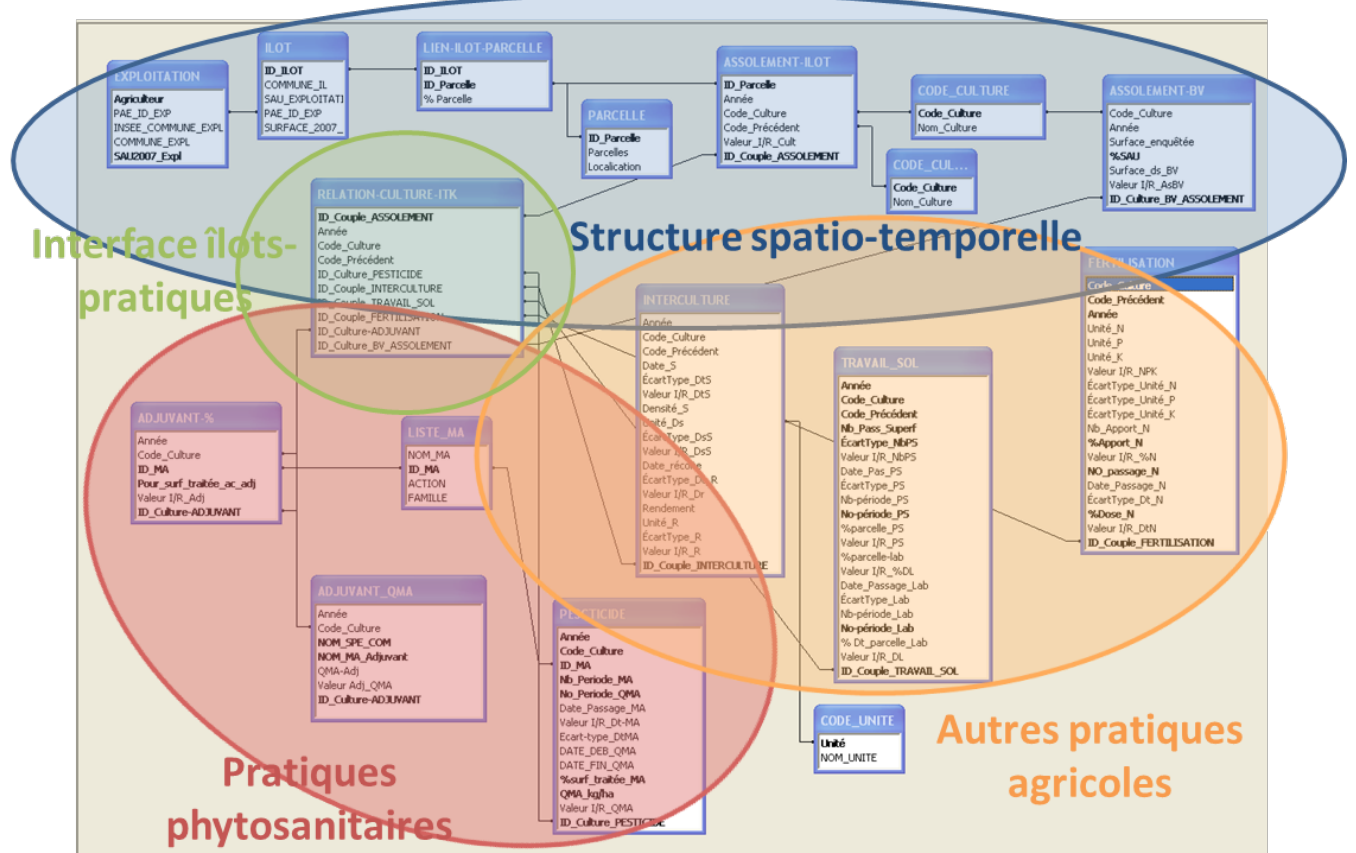 EXPLOITATION
Agriculteur
PAE_ID_EXP
INSEE_COMMUNE_EXPL
COMMUNE_EXPL
SAU2007_Expl
ILOT
ID_ILOT
COMMUNE_IL
SAU_EXPLOITATI
PAE_ID_EXP
SURFACE_2007_
LIEN-ILOT-PARCELLE
ID_ILOT
ID_Parcelle
% Parcelle
PARCELLE
ID_Parcelle
Parcelles
Localication
ASSOLEMENT-ILOT
ID_Parcelle
Année
Code_Culture
Code_Précédent
Valeur_I/R_Cult
ID_Couple_ASSOLEMENT
CODE_CULTURE
Code_Culture
Nom_Culture
CODE_CUL...
Code_Culture
Nom_Culture
ASSOLEMENT-BV
Code_Culture
Année
Surface_enquêtée
%SAU
Surface_ds_BV
Valeur I/R_AsBV
ID_Culture_BV_ASSOLEMENT
Structure spatio-temporelle
Interface îlots-
pratiques
RELATION-CULTURE-ITK
ID_Couple_ASSOLEMENT
Année
Code_Culture
Code_Précédent
ID_Culture_PESTICIDE
ID_Couple_INTERCULTURE
ID_Couple_TRAVAIL_SOL
ID_Couple_FERTILISATION
ID_Culture-ADJUVANT
ID_Culture_BV_ASSOLEMENT
INTERCULTURE
Année
Code_Culture
Code_Précédent
Date_S
ÉcartType_DtS
Valeur I/R_DtS
Densité_S
Unité_Ds
ÉcartType_DsS
Valeur I/R_DsS
Date_récolte
ÉcartType_Dt_R
Valeur I/R_Dr
Rendement
Unité_R
ÉcartType_R
Valeur I/R_R
ID_Couple_INTERCULTURE
TRAVAIL_SOL
Année
Code_Culture
Code_Précédent
Nb_Pass_Superf
ÉcartType_NbPS
Valeur I/R_NbPS
Date_Pas_PS
ÉcartType_PS
Nb-période_PS
No-période_PS
%parcelle_PS
Valeur I/R_PS
%parcelle-lab
Valeur I/R_%DL
Date_Passage_Lab
ÉcartType_Lab
Nb-période_Lab
No-période_Lab
% Dt_parcelle_Lab
Valeur I/R_DL
ID_Couple_TRAVAIL_SOL
FERTILISATION
Code_Culture
Code_Précédent
Année
Unité_N
Unité_P
Unité_K
Valeur I/R_NPK
ÉcartType_Unité_N
ÉcartType_Unité_P
ÉcartType_Unité_K
Nb_Apport_N
%Apport_N
Valeur I/R_%N
NO_passage_N
Date_Passage_N
ÉcartType_Dt_N
%Dose_N
Valeur I/R_DtN
ID_Couple_FERTILISATION
ADJUVANT-%
Année
Code_Culture
ID_MA
Pour_surf_traitée_ac_adj
Valeur I/R_Adj
ID_Culture-ADJUVANT
LISTE_MA
NOM_MA
ID_MA
ACTION
FAMILLE
ADJUVANT_QMA
Année
Code_Culture
NOM_SPE_COM
NOM_MA_Adjuvant
QMA-Adj
Valeur Adj_QMA
ID_Culture-ADJUVANT
PESCTICIDE
Année
Code_Culture
ID_MA
Nb_Periode_MA
No_Periode_QMA
Date_Passage_MA
Valeur I/R_Dt-MA
Ecart-type_DtMA
DATE_DEB_QMA
DATE_FIN_QMA
%surf_traitée_MA
QMA_kg/ha
Valeur I/R_QMA
ID_Culture_PESTICIDE
CODE_UNITE
Unité
NOM_UNITE
Autres pratiques
agricoles
Pratiques
phytosanitaires